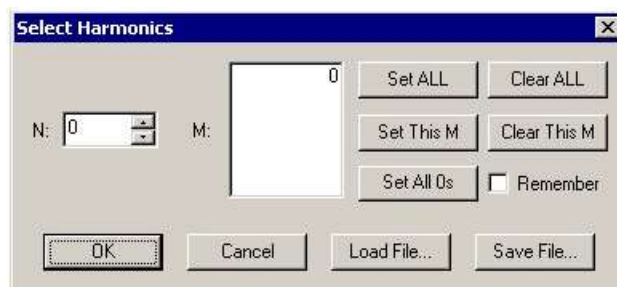 Select Harmonics
0 Set ALL Clear ALL
N: 0 M: Set This M Clear This M
Set All 0s Remember
OK Cancel Load File... Save File...